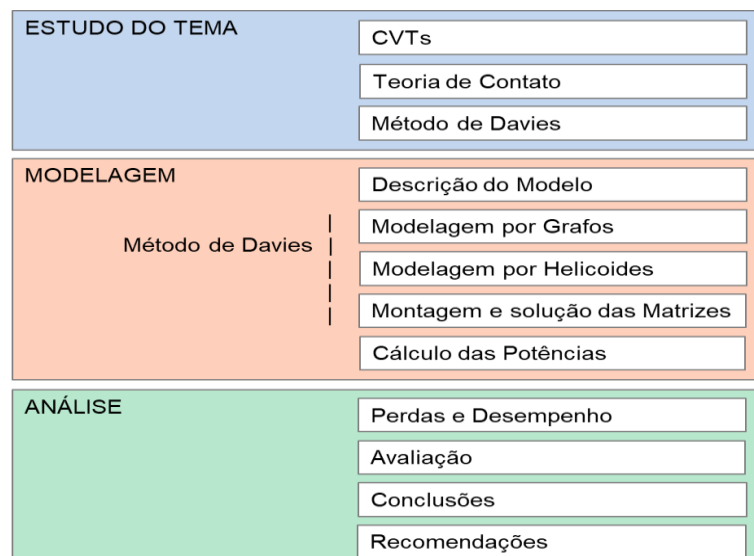 ESTUDO DO TEMA
CVTs
Teoria de Contato
Método de Davies
MODELAGEM
Descrição do Modelo
Método de Davies
Modelagem por Grafos
Modelagem por Helicoides
Montagem e solução das Matrizes
Cálculo das Potências
ANÁLISE
Perdas e Desempenho
Avaliação
Conclusões
Recomendações